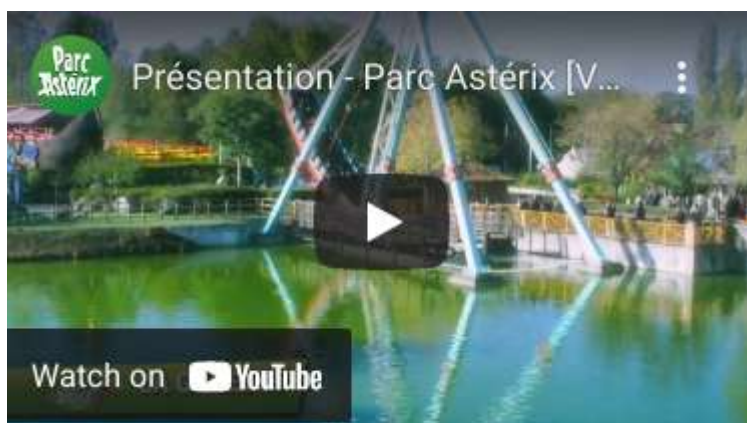 Parc
Astérix
Présentation - Parc Astérix [V...
Watch on YouTube